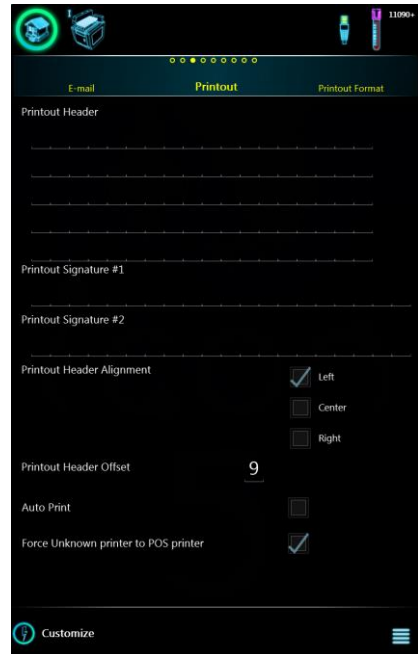 1
11090+
E-mail
Printout
Printout Format
Printout Header
Printout Signature #1
Printout Signature #2
Printout Header Alignment
Left
Center
Right
Printout Header Offset
9
Auto Print
Force Unknown printer to POS printer
Customize